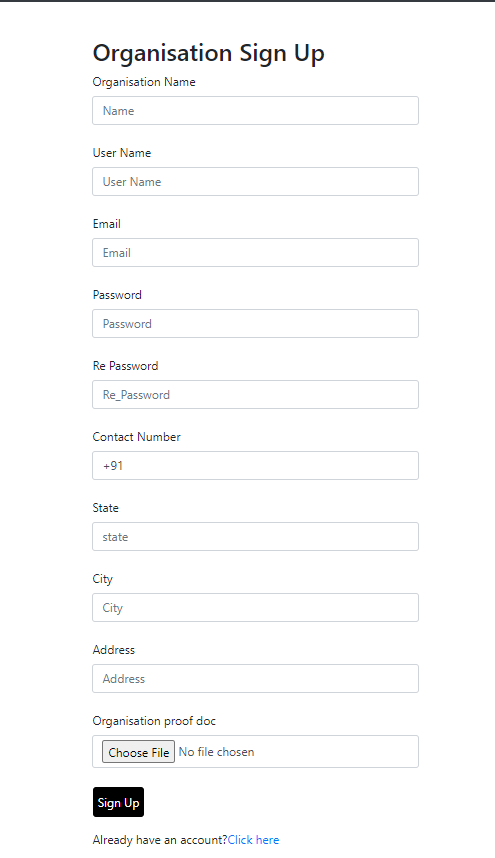 Organisation Sign Up
Organisation Name
Name
User Name
User Name
Email
Email
Password
Password
Re Password
Re_Password
Contact Number
+91
State
state
City
City
Address
Address
Organisation proof doc
Choose File No file chosen
Sign Up
Already have an account?Click here